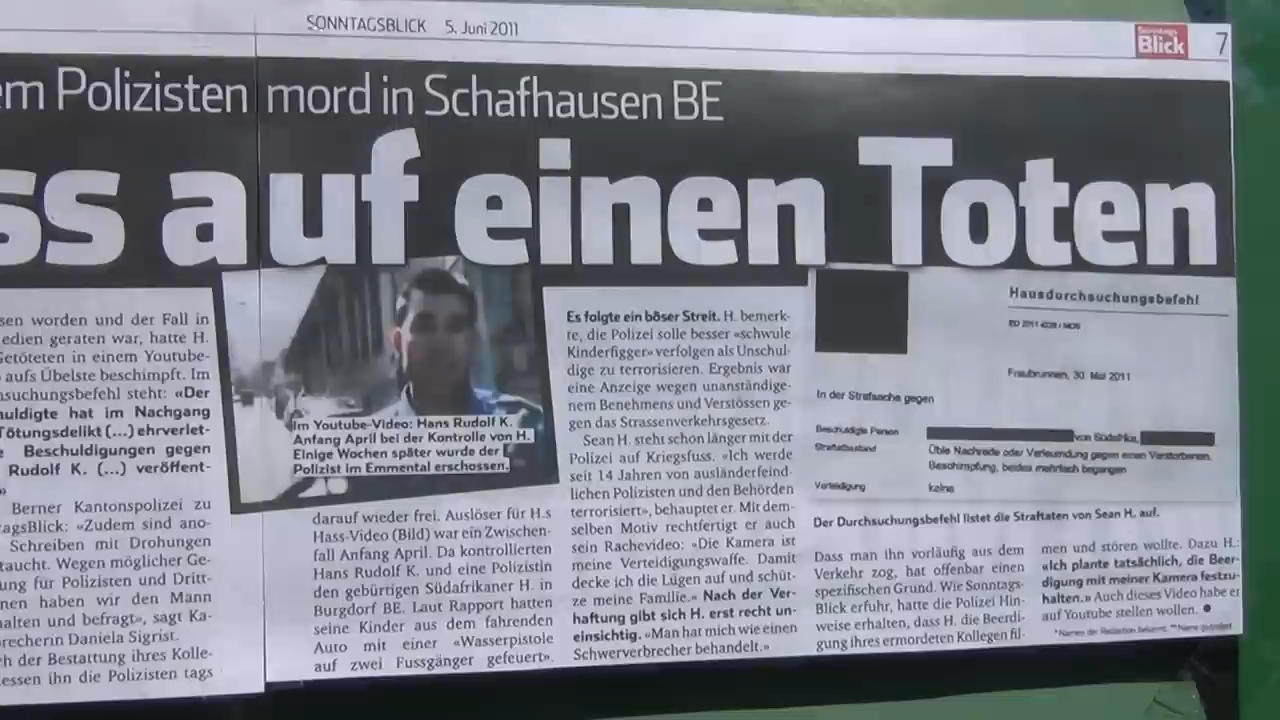 SONNTAGSBLICK 5. Juni 2011
Sonntags
Blick
7
em Polizisten mord in Schafhausen BE
ss auf einen Toten
sen worden und der Fall in
edien geraten war, hatte H.
Getöteten in einem Youtube-
aufs Übelste beschimpft. Im
nsuchungsbefehl steht: «Der
huldigte hat im Nachgang
Tötungsdelikt (...) ehrverlet-
Beschuldigungen gegen
Rudolf K. (...) veröffent-
»
Berner Kantonspolizei zu
tagsBlick: «Zudem sind ano-
Schreiben mit Drohungen
taucht. Wegen möglicher Ge-
ung für Polizisten und Dritt-
nen haben wir den Mann
halten und befragt», sagt Ka-
precherin Daniela Sigrist.
ch der Bestattung ihres Kolle-
iessen ihn die Polizisten tags
Im Youtube-Video: Hans Rudolf K.
Anfang April bei der Kontrolle von H.
Einige Wochen später wurde der
Polizist im Emmental erschossen.
darauf wieder frei. Auslöser für H.s
Hass-Video (Bild) war ein Zwischen-
fall Anfang April. Da kontrollierten
Hans Rudolf K. und eine Polizistin
den gebürtigen Südafrikaner H. in
Burgdorf BE. Laut Rapport hatten
seine Kinder aus dem fahrenden
Auto mit einer «Wasserpistole
auf zwei Fussgänger gefeuert».
Es folgte ein böser Streit. H. bemerk-
te, die Polizei solle besser «schwule
Kinderfigger» verfolgen als Unschul-
dige zu terrorisieren. Ergebnis war
eine Anzeige wegen unanständige-
nem Benehmens und Verstössen ge-
gen das Strassenverkehrsgesetz.
Sean H. steht schon länger mit der
Polizei auf Kriegsfuss. «Ich werde
seit 14 Jahren von ausländerfeind-
lichen Polizisten und den Behörden
terrorisiert», behauptet er. Mit dem-
selben Motiv rechtfertigt er auch
sein Rachevideo: «Die Kamera ist
meine Verteidigungswaffe. Damit
decke ich die Lügen auf und schüt-
ze meine Familie.» Nach der Ver-
haftung gibt sich H. erst recht un-
einsichtig. «Man hat mich wie einen
Schwerverbrecher behandelt.»
Hausdurchsuchungsbefehl
Fraubrunnen, 30. Mai 2011
In der Strafsache gegen
Beschuldigte Person von Südafrika,
Straftatbestand Üble Nachrede oder Verleumdung gegen einen Verstorbenen,
Beschimpfung, beides mehrfach begangen
Verteidigung keine
Der Durchsuchungsbefehl listet die Straftaten von Sean H. auf.
Dass man ihn vorläufig aus dem
Verkehr zog, hat offenbar einen
spezifischen Grund. Wie Sonntags-
Blick erfuhr, hatte die Polizei Hin-
weise erhalten, dass H. die Beerdi-
gung ihres ermordeten Kollegen fil-
men und stören wollte. Dazu H.:
«Ich plante tatsächlich, die Beer-
digung mit meiner Kamera festzu-
halten.» Auch dieses Video habe er
auf Youtube stellen wollen. ●
* Namen der Redaktion bekannt, ** Name geändert